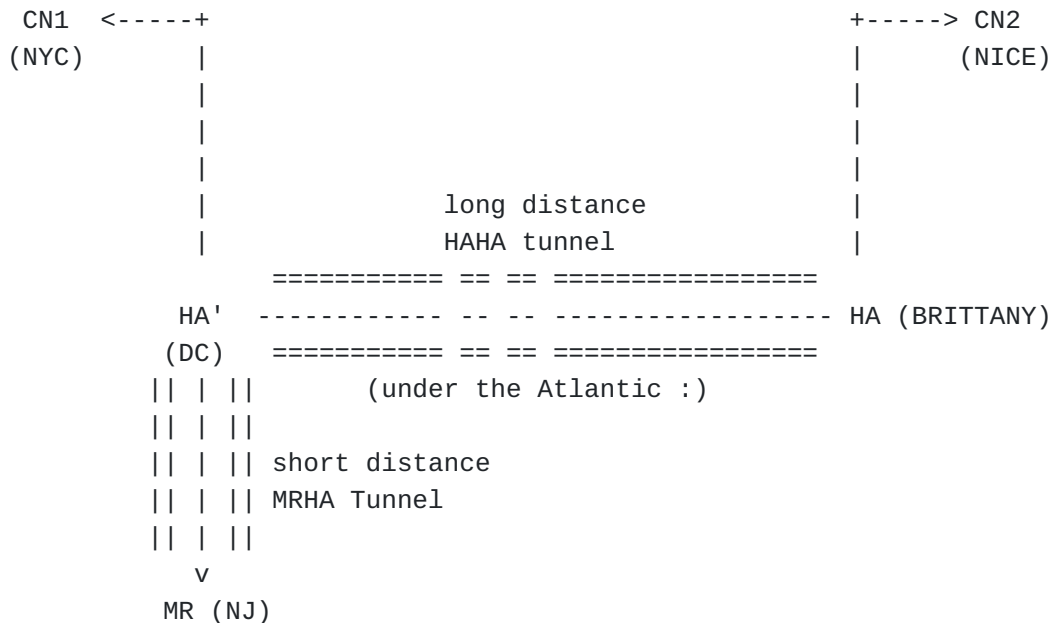 CN1  <-----+                                          +-----> CN2
(NYC)       |                                          |      (NICE)
            |                                          |
            |                                          |
            |                                          |
            |               long distance              |
            |               HAHA tunnel                |
                 =========== == == =================
           HA'  ------------ -- -- ------------------ HA (BRITTANY)
          (DC)   =========== == == =================
         || | ||       (under the Atlantic :)
         || | ||
         || | || short distance
         || | || MRHA Tunnel
         || | ||
            v
          MR (NJ)